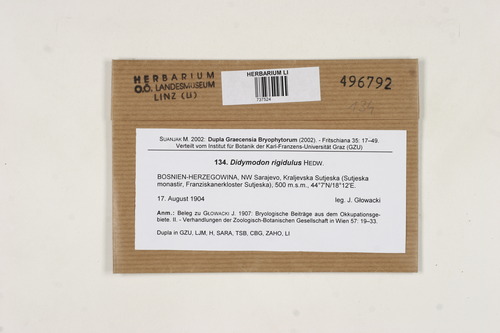 HERBARIUM
O.Ö. LANDESMUSEUM
LINZ (LI)
HERBARIUM LI
737524
496792
134
SUANJAK M. 2002: Dupla Graecensia Bryophytorum (2002). - Fritschiana 35: 17–49.
Verteilt vom Institut für Botanik der Karl-Franzens-Universität Graz (GZU)
134. Didymodon rigidulus HEDW.
BOSNIEN-HERZEGOWINA, NW Sarajevo, Kraljevska Sutjeska (Sutjeska
monastir, Franziskanerkloster Sutjeska), 500 m.s.m., 44°7'N/18°12'E.
17. August 1904 leg. J. Głowacki
Anm.: Beleg zu GŁOWACKI J. 1907: Bryologische Beiträge aus dem Okkupationsge-
biete. II. - Verhandlungen der Zoologisch-Botanischen Gesellschaft in Wien 57: 19–33.
Dupla in GZU, LJM, H, SARA, TSB, CBG, ZAHO, LI